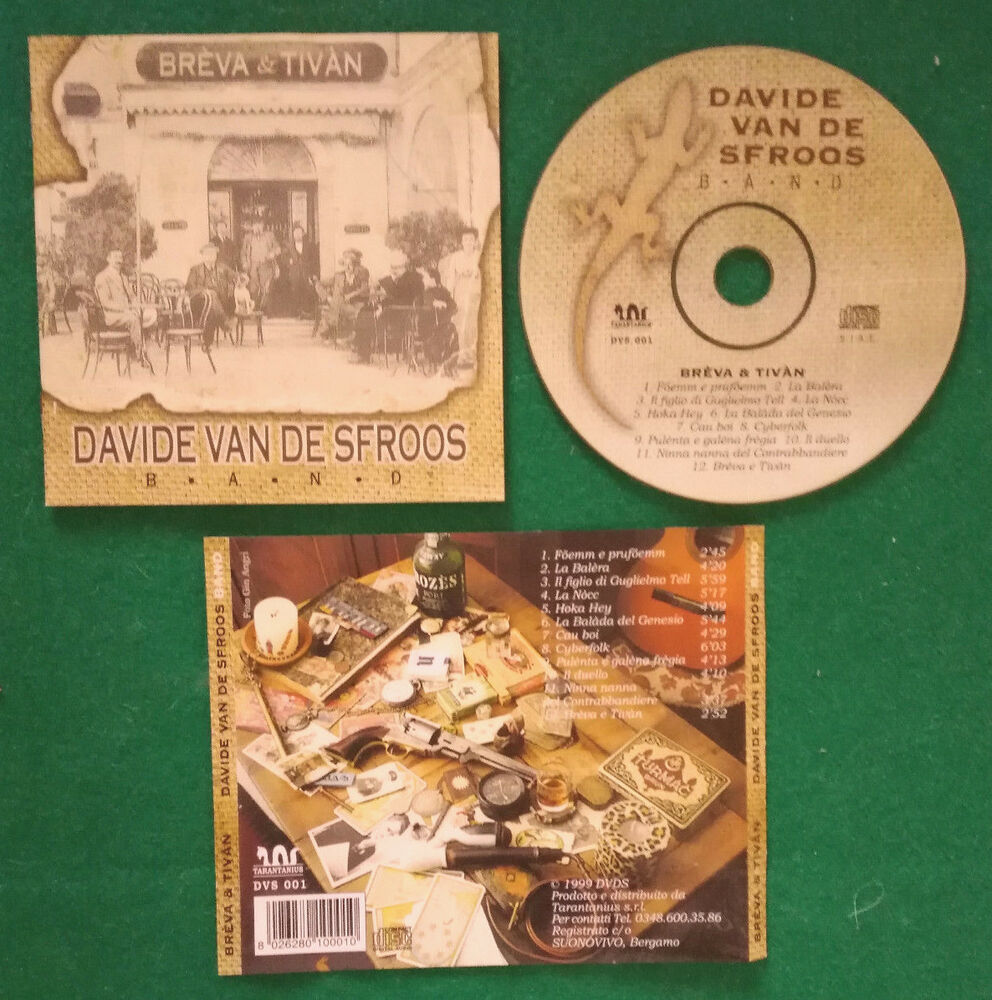 BRÈVA & TIVÀN
DAVIDE VAN DE SFROOS
B • A • N • D
DAVIDE
VAN DE
SFROOS
B • A • N • D
TARANTANIUS
DVS 001
S.I.A.E.
BRÈVA & TIVÀN
1. Föemm e pruföemm 2. La Balèra
3. Il figlio di Guglielmo Tell 4. La Nòcc
5. Hoka Hey 6. La Balàda del Genesio
7 Cau boi 8. Cyberfolk
9. Pulènta e galèna frègia 10. Il duello
11. Ninna nanna del Contrabbandiere
12. Brèva e Tivàn
BRÈVA & TIVÀN DAVIDE VAN DE SFROOS BAND
Foto Gin Angri
1. Föemm e pruföemm 2'45
2. La Balèra 4'20
3. Il figlio di Guglielmo Tell 5'59
4. La Nòcc 5'17
5. Hoka Hey 4'09
6. La Balàda del Genesio 5'44
7 Cau boi 4'29
8. Cyberfolk 6'03
9. Pulènta e galèna frègia 4'13
10. Il duello 4'10
11. Ninna nanna
del Contrabbandiere
12. Brèva e Tivàn 2'52
ROZÈS
PORT
TARANTANIUS
DVS 001
8 026280 100010
© 1999 DVDS
Prodotto e distribuito da
Tarantanius s.r.l.
Per contatti Tel. 0348.600.35.86
Registrato c/o
SUONOVIVO, Bergamo
BRÈVA & TIVÀN DAVIDE VAN DE SFROOS BAND